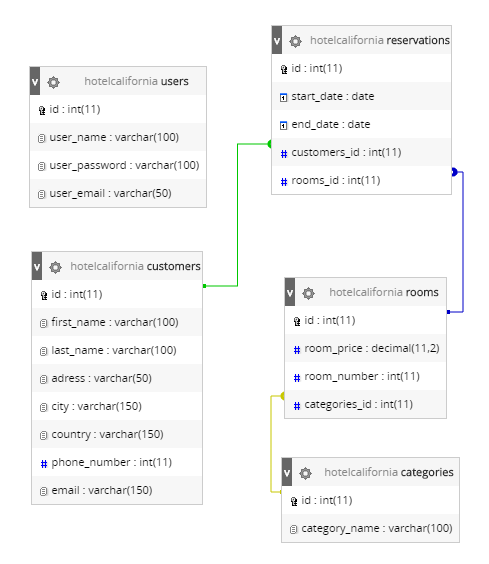 v hotelcalifornia users
id : int(11)
user_name : varchar(100)
user_password : varchar(100)
user_email : varchar(50)
v hotelcalifornia reservations
id : int(11)
start_date : date
end_date : date
# customers_id : int(11)
# rooms_id : int(11)
v hotelcalifornia customers
id : int(11)
first_name : varchar(100)
last_name : varchar(100)
adress : varchar(50)
city : varchar(150)
country : varchar(150)
# phone_number : int(11)
email : varchar(150)
v hotelcalifornia rooms
id : int(11)
# room_price : decimal(11,2)
# room_number : int(11)
# categories_id : int(11)
v hotelcalifornia categories
id : int(11)
category_name : varchar(100)